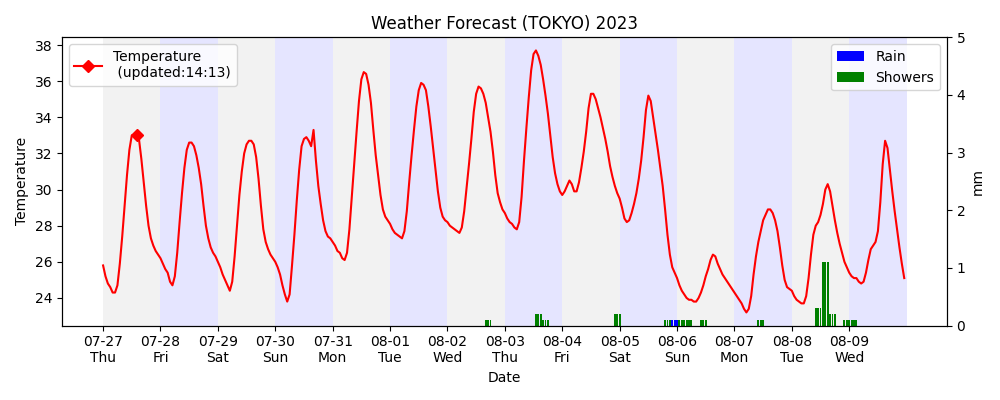 Weather Forecast (TOKYO) 2023
Temperature
(updated:14:13)
Rain
Showers
38
36
34
32
30
28
26
24
Temperature
5
4
3
2
1
0
mm
07-27 07-28 07-29 07-30 07-31 08-01 08-02 08-03 08-04 08-05 08-06 08-07 08-08 08-09
Thu Fri Sat Sun Mon Tue Wed Thu Fri Sat Sun Mon Tue Wed
Date